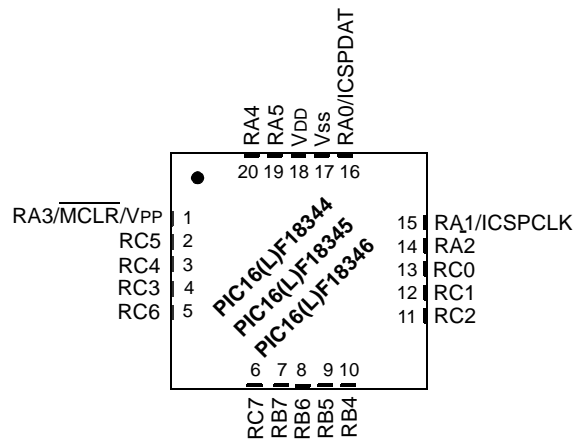 RA4
RA5
VDD
VSS
RA0/ICSPDAT
20 19 18 17 16
RA3/MCLR/VPP 1
RC5 2
RC4 3
RC3 4
RC6 5
PIC16(L)F18344
PIC16(L)F18345
PIC16(L)F18346
15 RA1/ICSPCLK
14 RA2
13 RC0
12 RC1
11 RC2
6 7 8 9 10
RC7
RB7
RB6
RB5
RB4